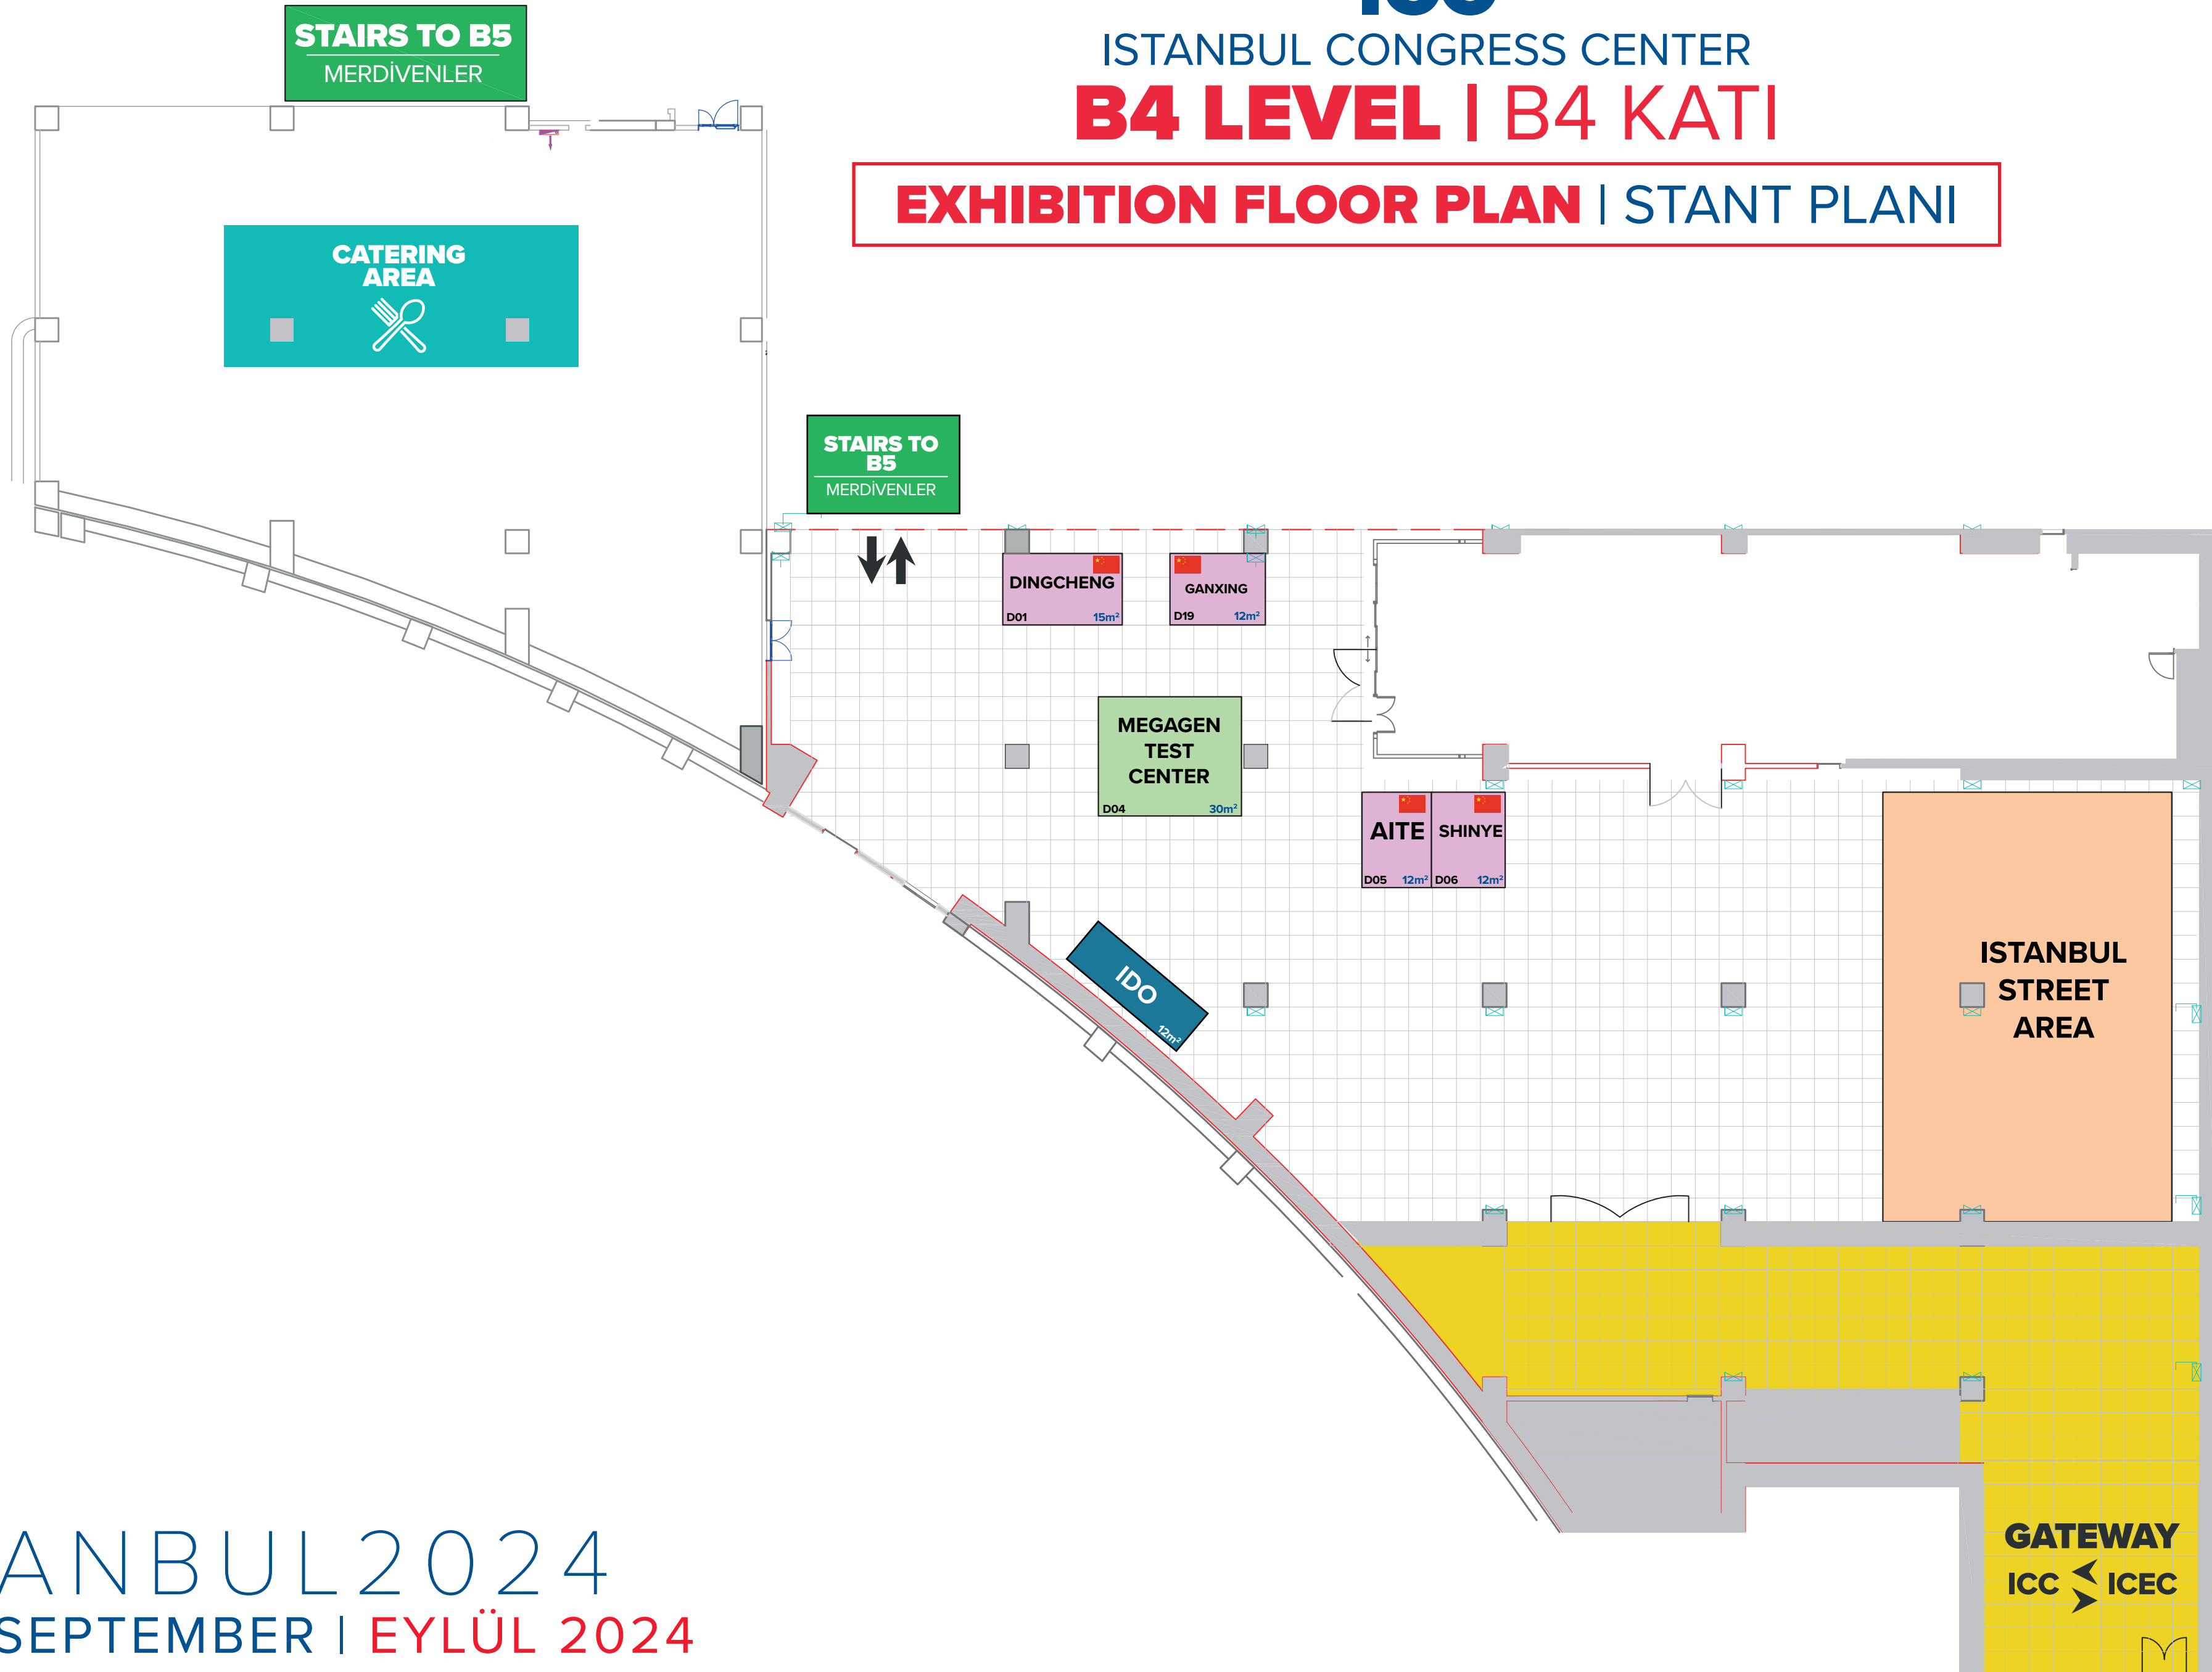 STAIRS TO B5
MERDİVENLER
ISTANBUL CONGRESS CENTER
B4 LEVEL | B4 KATI
EXHIBITION FLOOR PLAN | STANT PLANI
CATERING
AREA
STAIRS TO
B5
MERDİVENLER
DINGCHENG
D01 15m²
GANXING
D19 12m²
MEGAGEN
TEST
CENTER
D04 30m²
AITE
D05 12m²
SHINYE
D06 12m²
IDO
12m²
ISTANBUL
STREET
AREA
GATEWAY
ICC ICEC
ANBUL2024
SEPTEMBER | EYLÜL 2024